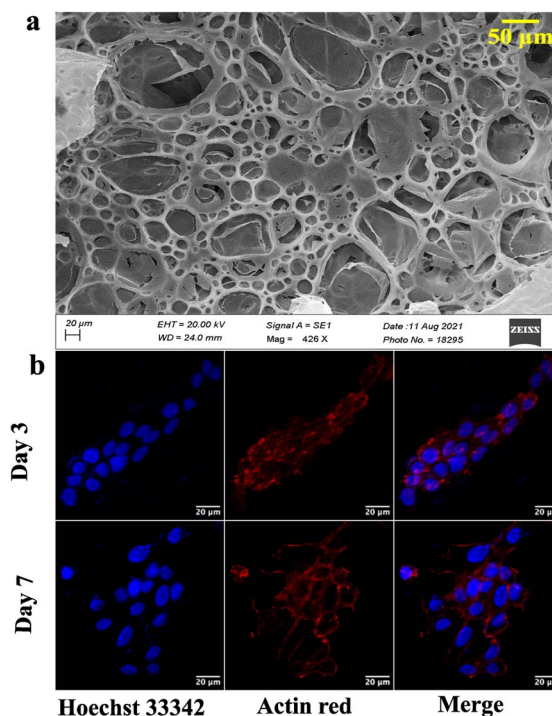 a
50 μm
20 μm
EHT = 20.00 kV
Signal A = SE1
Date :11 Aug 2021
WD = 24.0 mm
Mag = 426 X
Photo No. = 18295
ZEISS
b
Day 3
20 μm
20 μm
20 μm
Day 7
20 μm
20 μm
20 μm
Hoechst 33342
Actin red
Merge